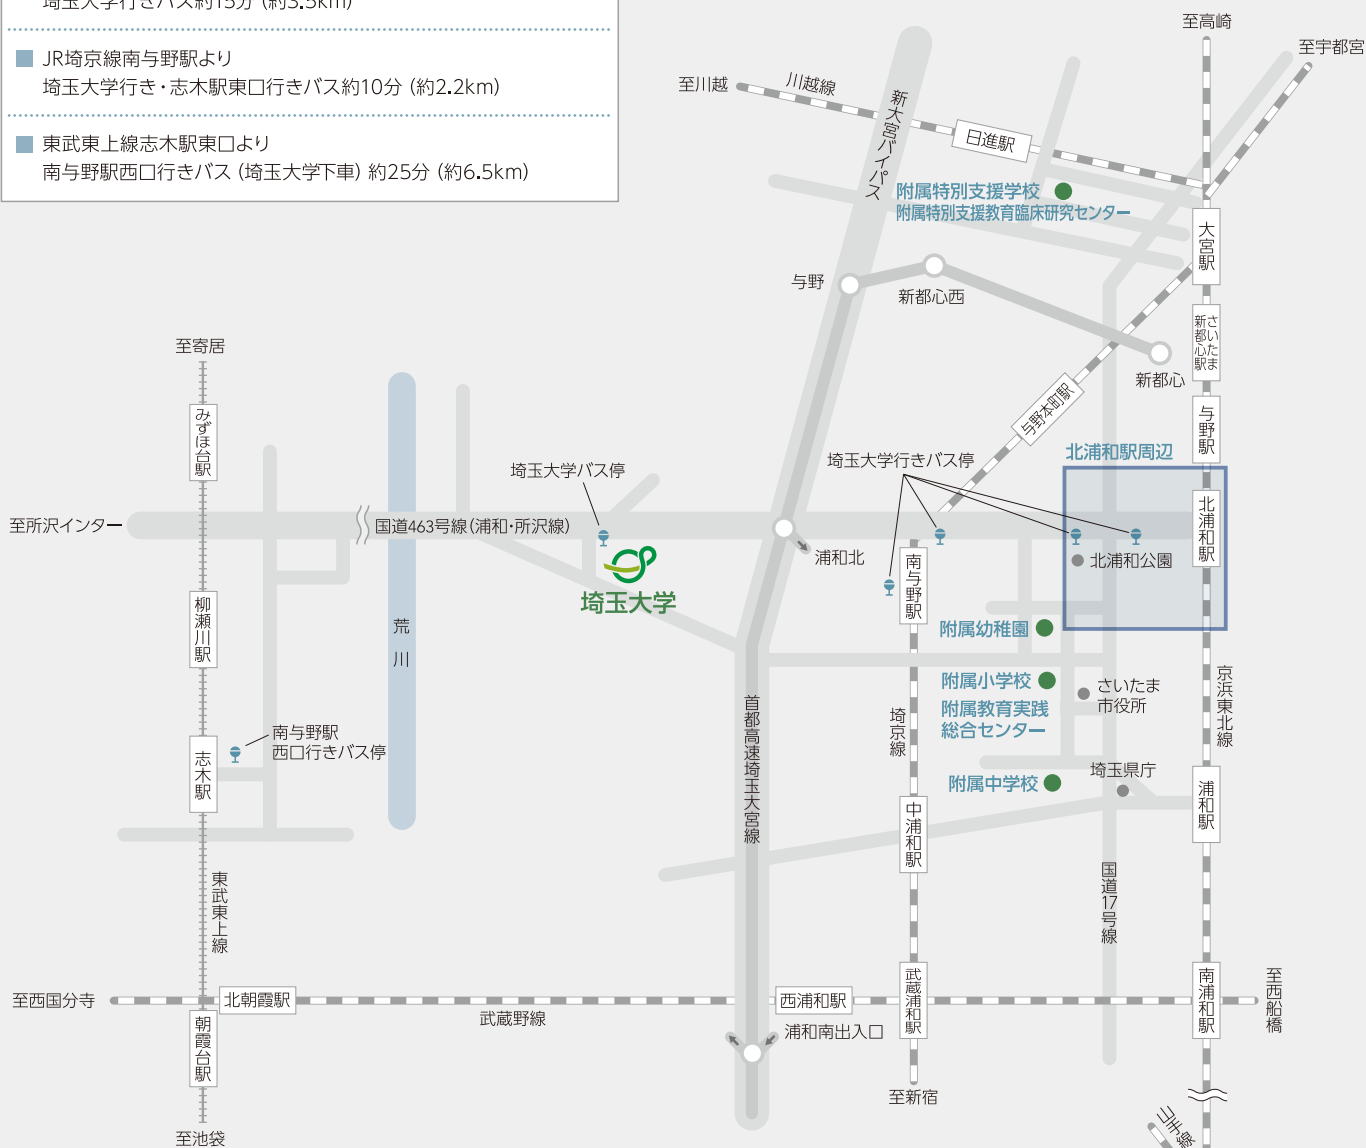 埼玉大学行きバス約15分 (約3.5km)
JR埼京線南与野駅より
埼玉大学行き・志木駅東口行きバス約10分 (約2.2km)
東武東上線志木駅東口より
南与野駅西口行きバス (埼玉大学下車) 約25分 (約6.5km)
至高崎
至宇都宮
至川越
川越線
新大宮バイパス
日進駅
附属特別支援学校
附属特別支援教育臨床研究センター
大宮駅
与野
新都心西
さいたま
新都心駅
新都心
至寄居
みずほ台駅
与野本町駅
与野駅
北浦和駅周辺
埼玉大学バス停
埼玉大学行きバス停
至所沢インター
国道463号線(浦和・所沢線)
北浦和駅
浦和北
南与野駅
北浦和公園
埼玉大学
柳瀬川駅
荒川
附属幼稚園
附属小学校
附属教育実践
総合センター
さいたま
市役所
京浜東北線
首都高速埼玉大宮線
埼京線
南与野駅
西口行きバス停
志木駅
附属中学校
埼玉県庁
浦和駅
中浦和駅
東武東上線
国道17号線
至西国分寺
北朝霞駅
武蔵野線
西浦和駅
武蔵浦和駅
南浦和駅
至西船橋
朝霞台駅
浦和南出入口
至新宿
至池袋
山手線